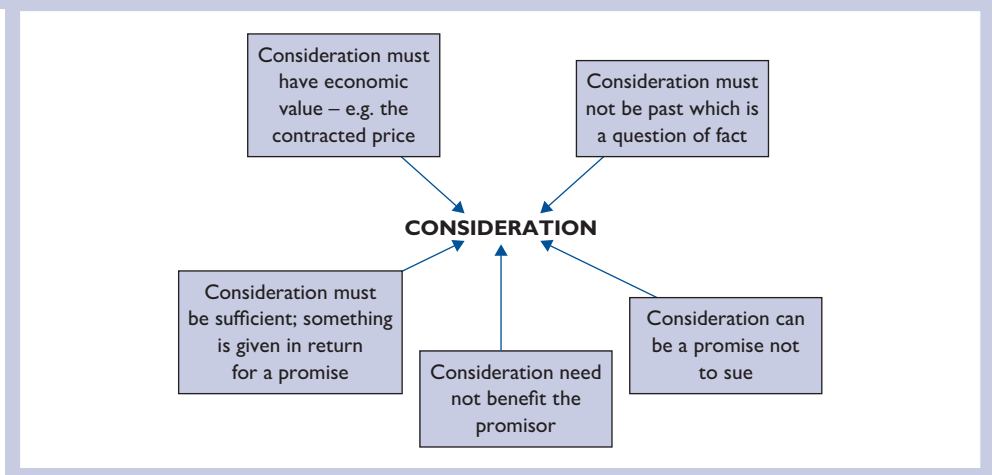 Consideration must
have economic
value – e.g. the
contracted price
Consideration must
not be past which is
a question of fact
CONSIDERATION
Consideration must
be sufficient; something
is given in return
for a promise
Consideration need
not benefit the
promisor
Consideration can
be a promise not
to sue